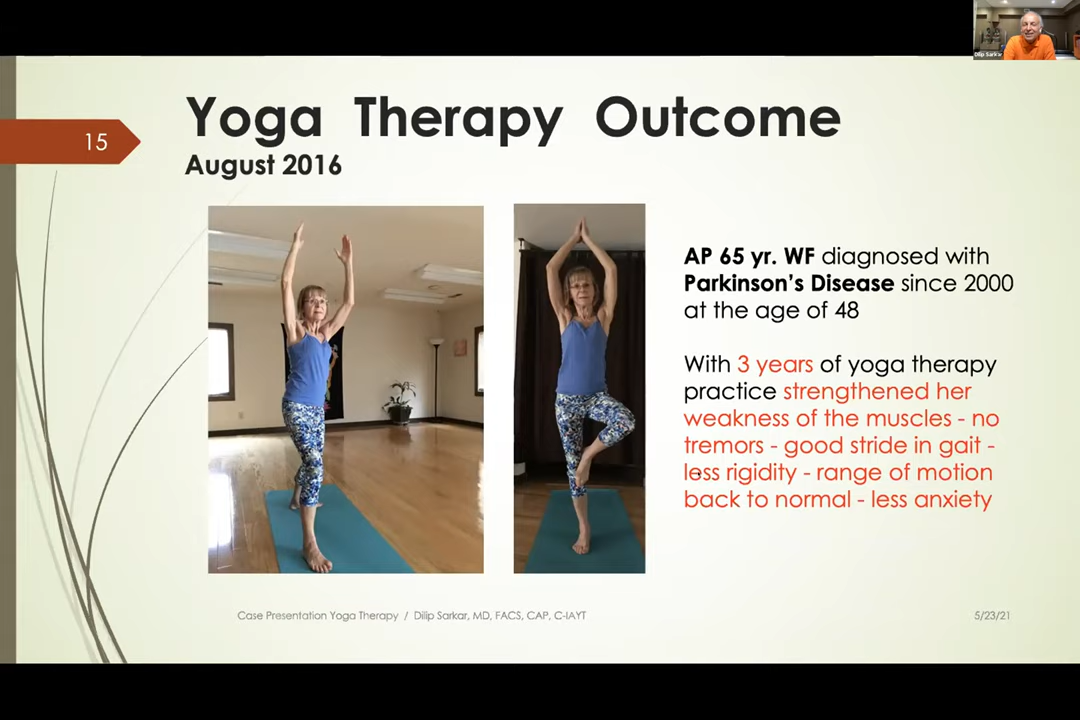 Dilip Sarkar
15
Yoga Therapy Outcome
August 2016
AP 65 yr. WF diagnosed with
Parkinson's Disease since 2000
at the age of 48
With 3 years of yoga therapy
practice strengthened her
weakness of the muscles - no
tremors - good stride in gait -
less rigidity - range of motion
back to normal - less anxiety
Case Presentation Yoga Therapy / Dilip Sarkar, MD, FACS, CAP, C-IAYT
5/23/21